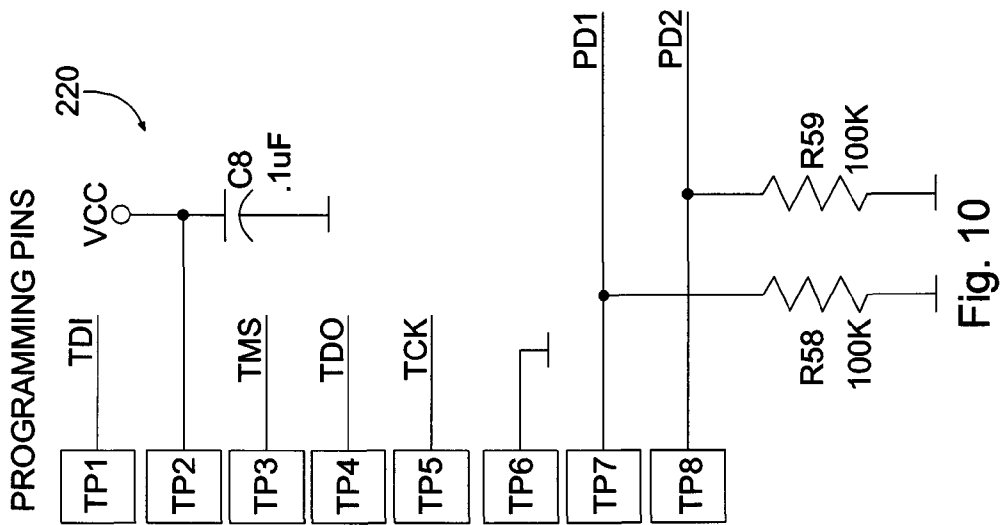 PROGRAMMING PINS
220
VCC
C8
.1uF
TP1
TDI
TP2
TP3
TMS
TP4
TDO
TP5
TCK
TP6
TP7
PD1
TP8
PD2
R58
100K
R59
100K
Fig. 10